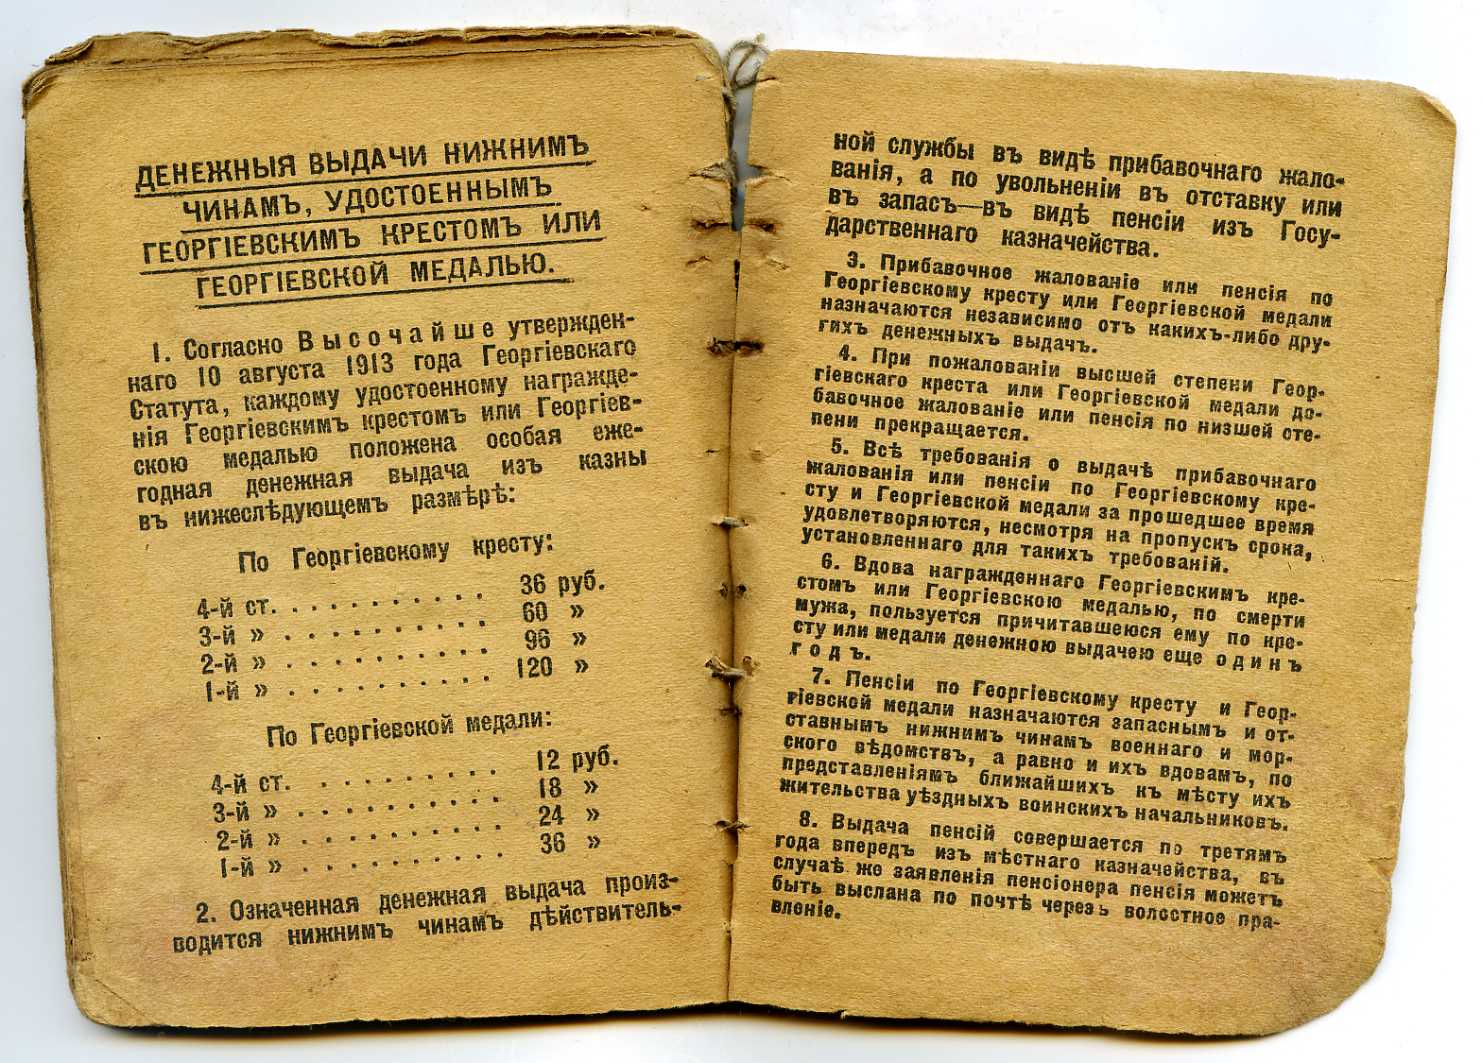 ДЕНЕЖНЫЯ ВЫДАЧИ НИЖНИМЪ
ЧИНАМЪ, УДОСТОЕННЫМЪ
ГЕОРГІЕВСКИМЪ КРЕСТОМЪ ИЛИ
ГЕОРГІЕВСКОЙ МЕДАЛЬЮ.
1. Согласно Высочайше утвержден-
наго 10 августа 1913 года Георгіевскаго
Статута, каждому удостоенному награжде-
нія Георгіевскимъ крестомъ или Георгіев-
скою медалью положена особая еже-
годная денежная выдача изъ казны
въ нижеслѣдующемъ размѣрѣ:
По Георгіевскому кресту:
4-й ст. . . . . . . . . . . 36 руб.
3-й » . . . . . . . . . . 60 »
2-й » . . . . . . . . . . 96 »
1-й » . . . . . . . . . . 120 »
По Георгіевской медали:
4-й ст. . . . . . . . . . 12 руб.
3-й » . . . . . . . . . . 18 »
2-й » . . . . . . . . . . 24 »
1-й » . . . . . . . . . . 36 »
2. Означенная денежная выдача произ-
водится нижнимъ чинамъ дѣйствитель-
ной службы въ видѣ прибавочнаго жало-
ванія, а по увольненіи въ отставку или
въ запасъ—въ видѣ пенсіи изъ Госу-
дарственнаго казначейства.
3. Прибавочное жалованіе или пенсія по
Георгіевскому кресту или Георгіевской медали
назначаются независимо отъ какихъ-либо дру-
гихъ денежныхъ выдачъ.
4. При пожалованіи высшей степени Геор-
гіевскаго креста или Георгіевской медали до-
бавочное жалованіе или пенсія по низшей сте-
пени прекращается.
5. Всѣ требованія о выдачѣ прибавочнаго
жалованія или пенсіи по Георгіевскому кре-
сту и Георгіевской медали за прошедшее время
удовлетворяются, несмотря на пропускъ срока,
установленнаго для такихъ требованій.
6. Вдова награжденнаго Георгіевскимъ кре-
стомъ или Георгіевскою медалью, по смерти
мужа, пользуется причитавшеюся ему по кре-
сту или медали денежною выдачею еще одинъ
годъ.
7. Пенсіи по Георгіевскому кресту и Геор-
гіевской медали назначаются запаснымъ и от-
ставнымъ нижнимъ чинамъ военнаго и мор-
ского вѣдомствъ, а равно и ихъ вдовамъ, по
представленіямъ ближайшихъ къ мѣсту ихъ
жительства уѣздныхъ воинскихъ начальниковъ.
8. Выдача пенсій совершается по третямъ
года впередъ изъ мѣстнаго казначейства, въ
случаѣ же заявленія пенсіонера пенсія можетъ
быть выслана по почтѣ черезъ волостное пра-
вленіе.